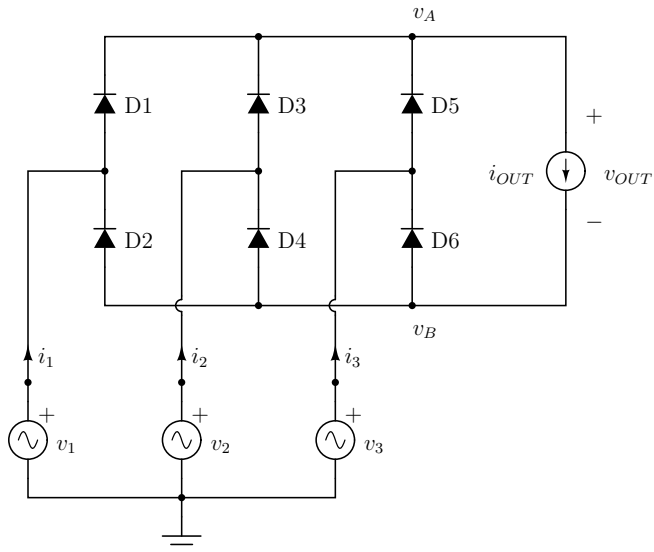 v_A
D1 D3 D5
+
i_OUT v_OUT
D2 D4 D6
−
v_B
i_1 i_2 i_3
+ + +
v_1 v_2 v_3